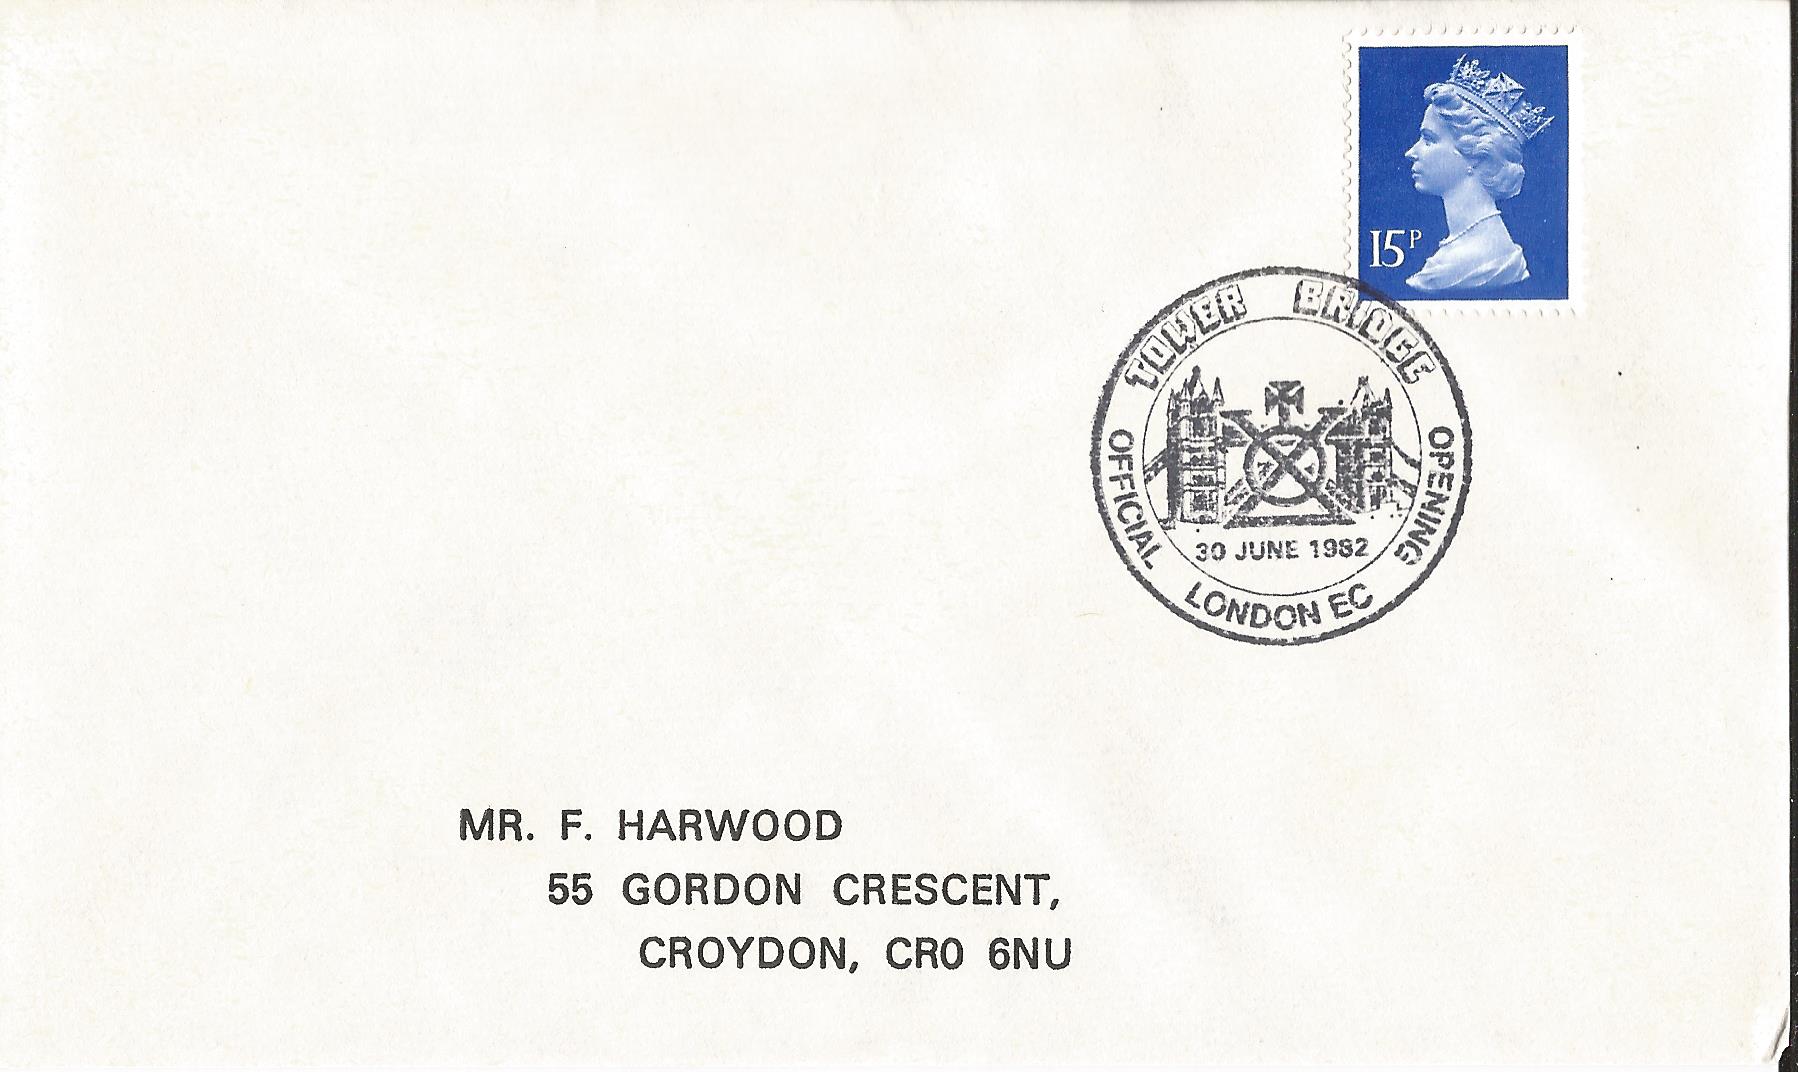 15P
TOWER BRIDGE
OFFICIAL OPENING
30 JUNE 1982
LONDON EC
MR. F. HARWOOD
55 GORDON CRESCENT,
CROYDON, CR0 6NU